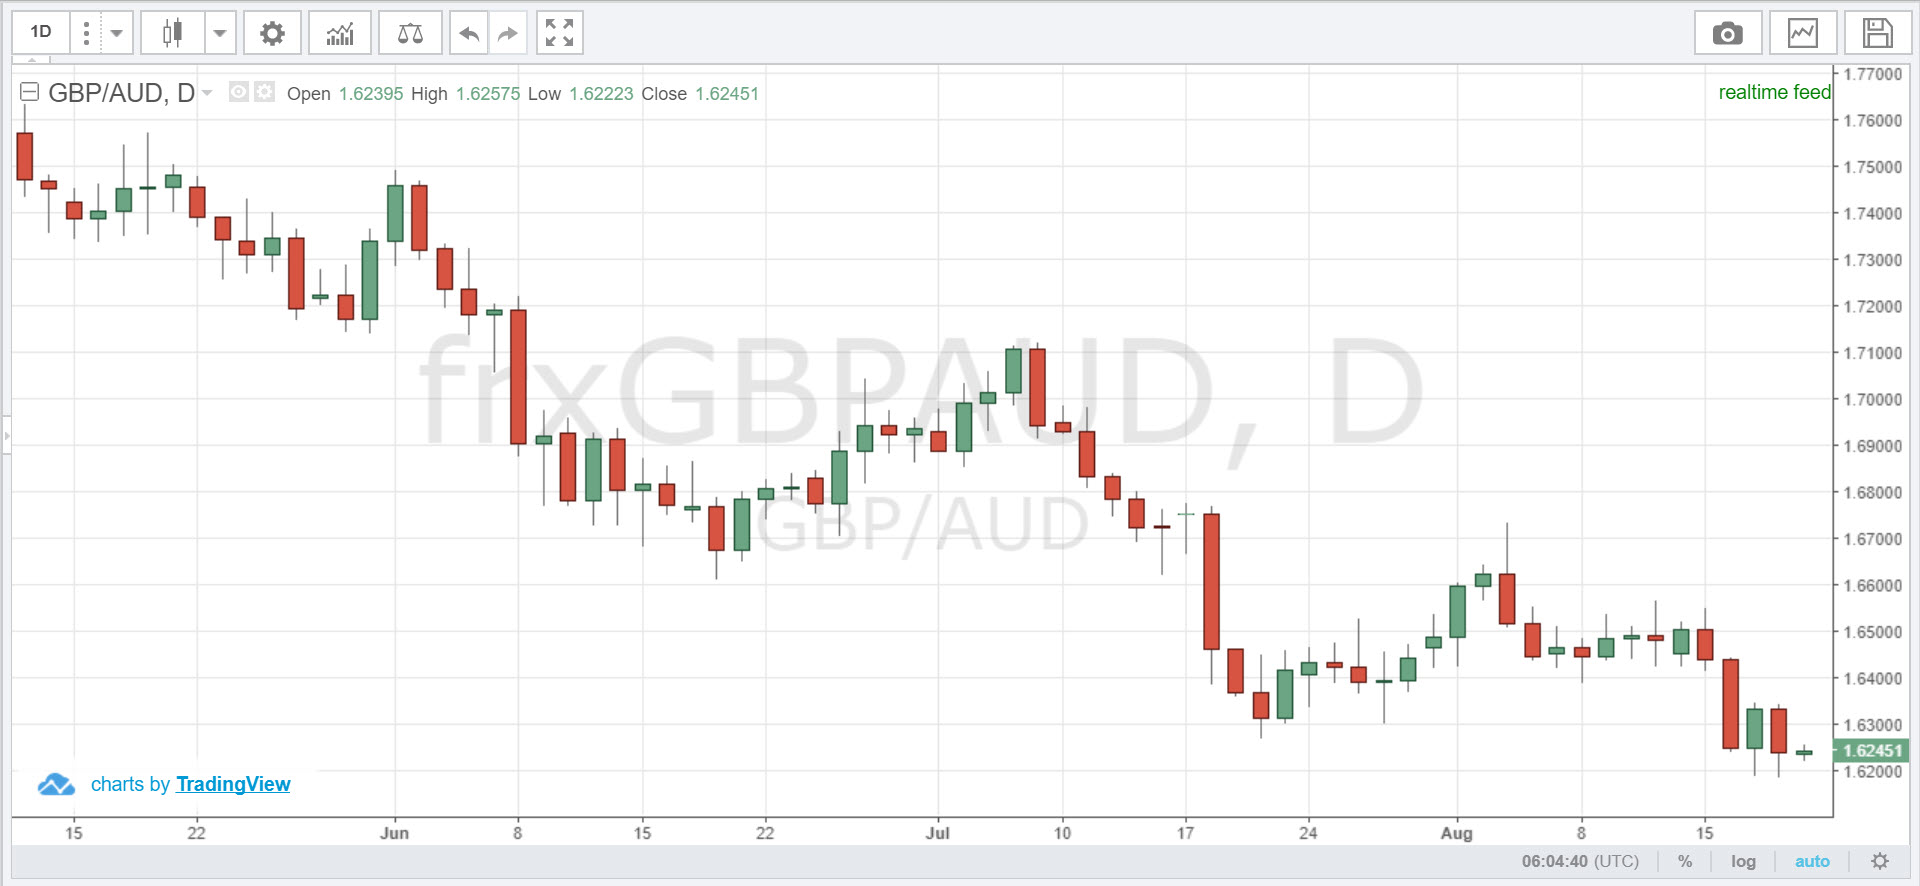 1D
GBP/AUD, D Open 1.62395 High 1.62575 Low 1.62223 Close 1.62451
realtime feed
1.77000
1.76000
1.75000
1.74000
1.73000
1.72000
1.71000
1.70000
1.69000
1.68000
1.67000
1.66000
1.65000
1.64000
1.63000
1.62451
1.62000
frxGBPAUD, D
GBP/AUD
charts by TradingView
15 22 Jun 8 15 22 Jul 10 17 24 Aug 8 15
06:04:40 (UTC) % log auto